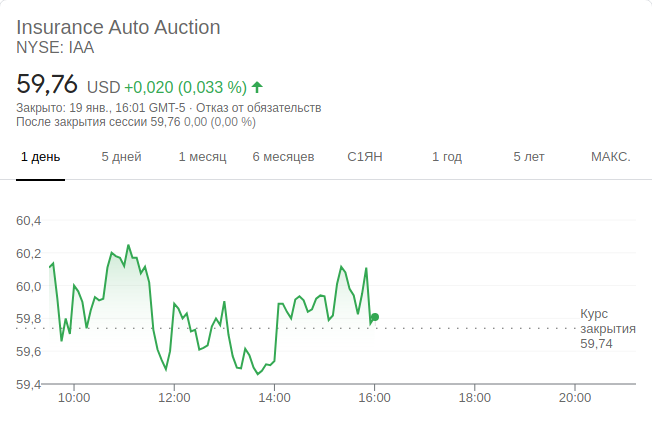 Insurance Auto Auction
NYSE: IAA
59,76 USD +0,020 (0,033 %)
Закрыто: 19 янв., 16:01 GMT-5 · Отказ от обязательств
После закрытия сессии 59,76 0,00 (0,00 %)
1 день 5 дней 1 месяц 6 месяцев С1ЯН 1 год 5 лет МАКС.
60,4
60,2
60,0
59,8
59,6
59,4
Курс
закрытия
59,74
10:00 12:00 14:00 16:00 18:00 20:00